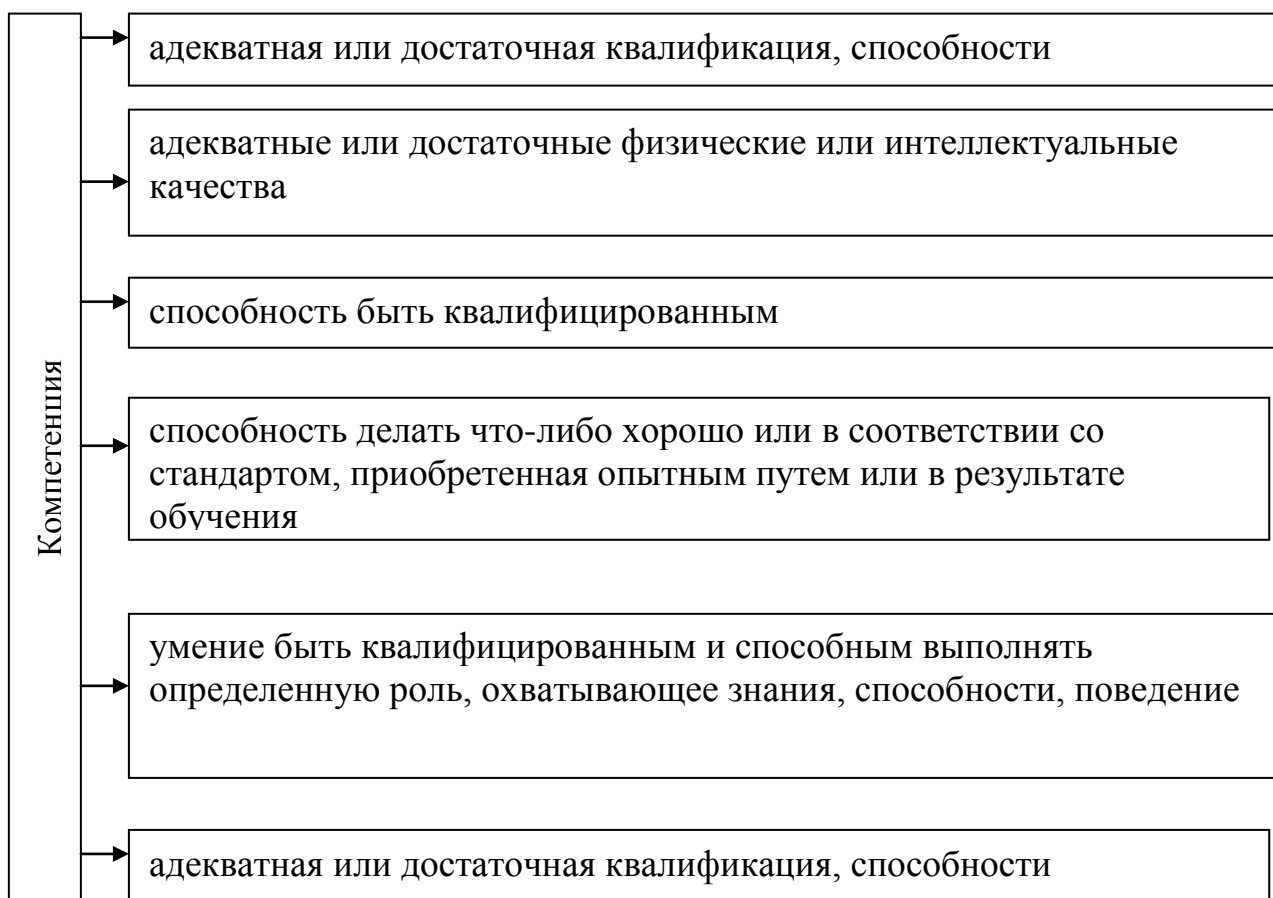 Компетенция
адекватная или достаточная квалификация, способности
адекватные или достаточные физические или интеллектуальные
качества
способность быть квалифицированным
способность делать что-либо хорошо или в соответствии со
стандартом, приобретенная опытным путем или в результате
обучения
умение быть квалифицированным и способным выполнять
определенную роль, охватывающее знания, способности, поведение
адекватная или достаточная квалификация, способности